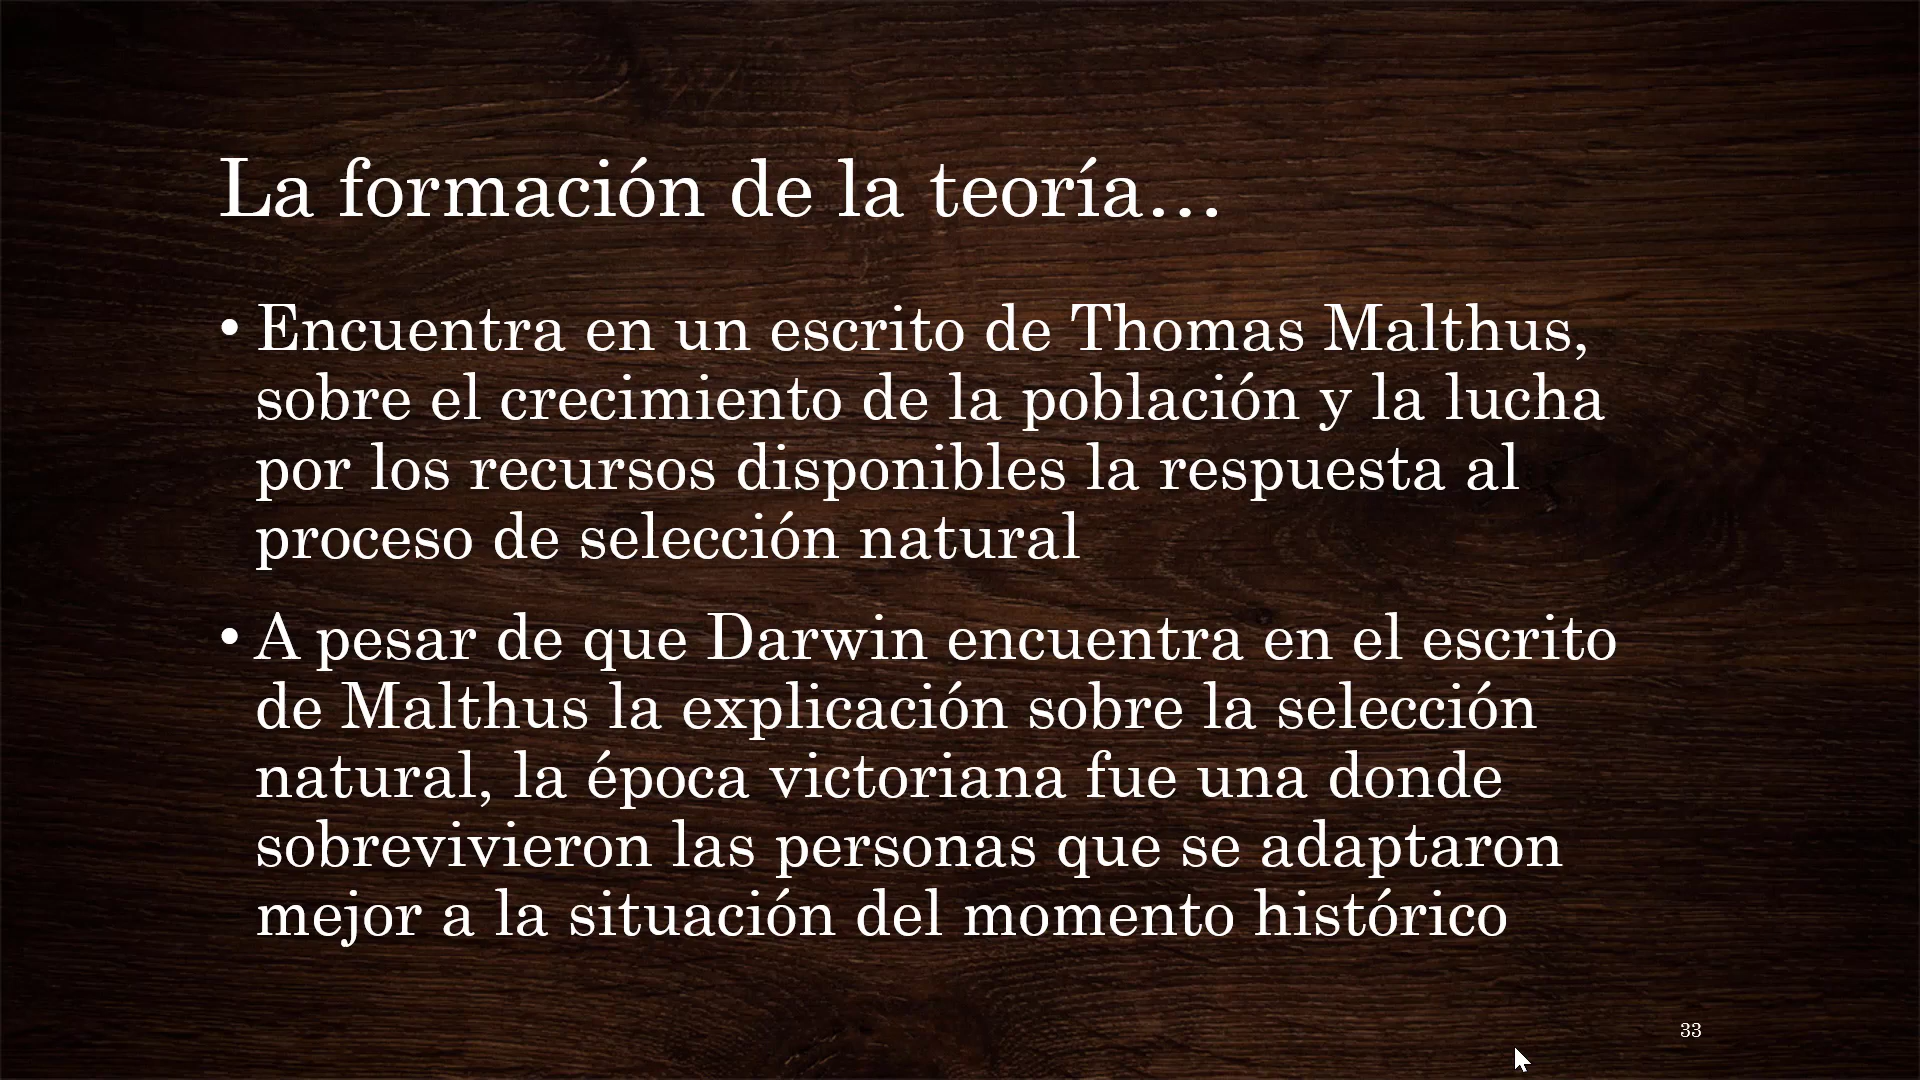 La formación de la teoría…
• Encuentra en un escrito de Thomas Malthus,
sobre el crecimiento de la población y la lucha
por los recursos disponibles la respuesta al
proceso de selección natural
• A pesar de que Darwin encuentra en el escrito
de Malthus la explicación sobre la selección
natural, la época victoriana fue una donde
sobrevivieron las personas que se adaptaron
mejor a la situación del momento histórico
33